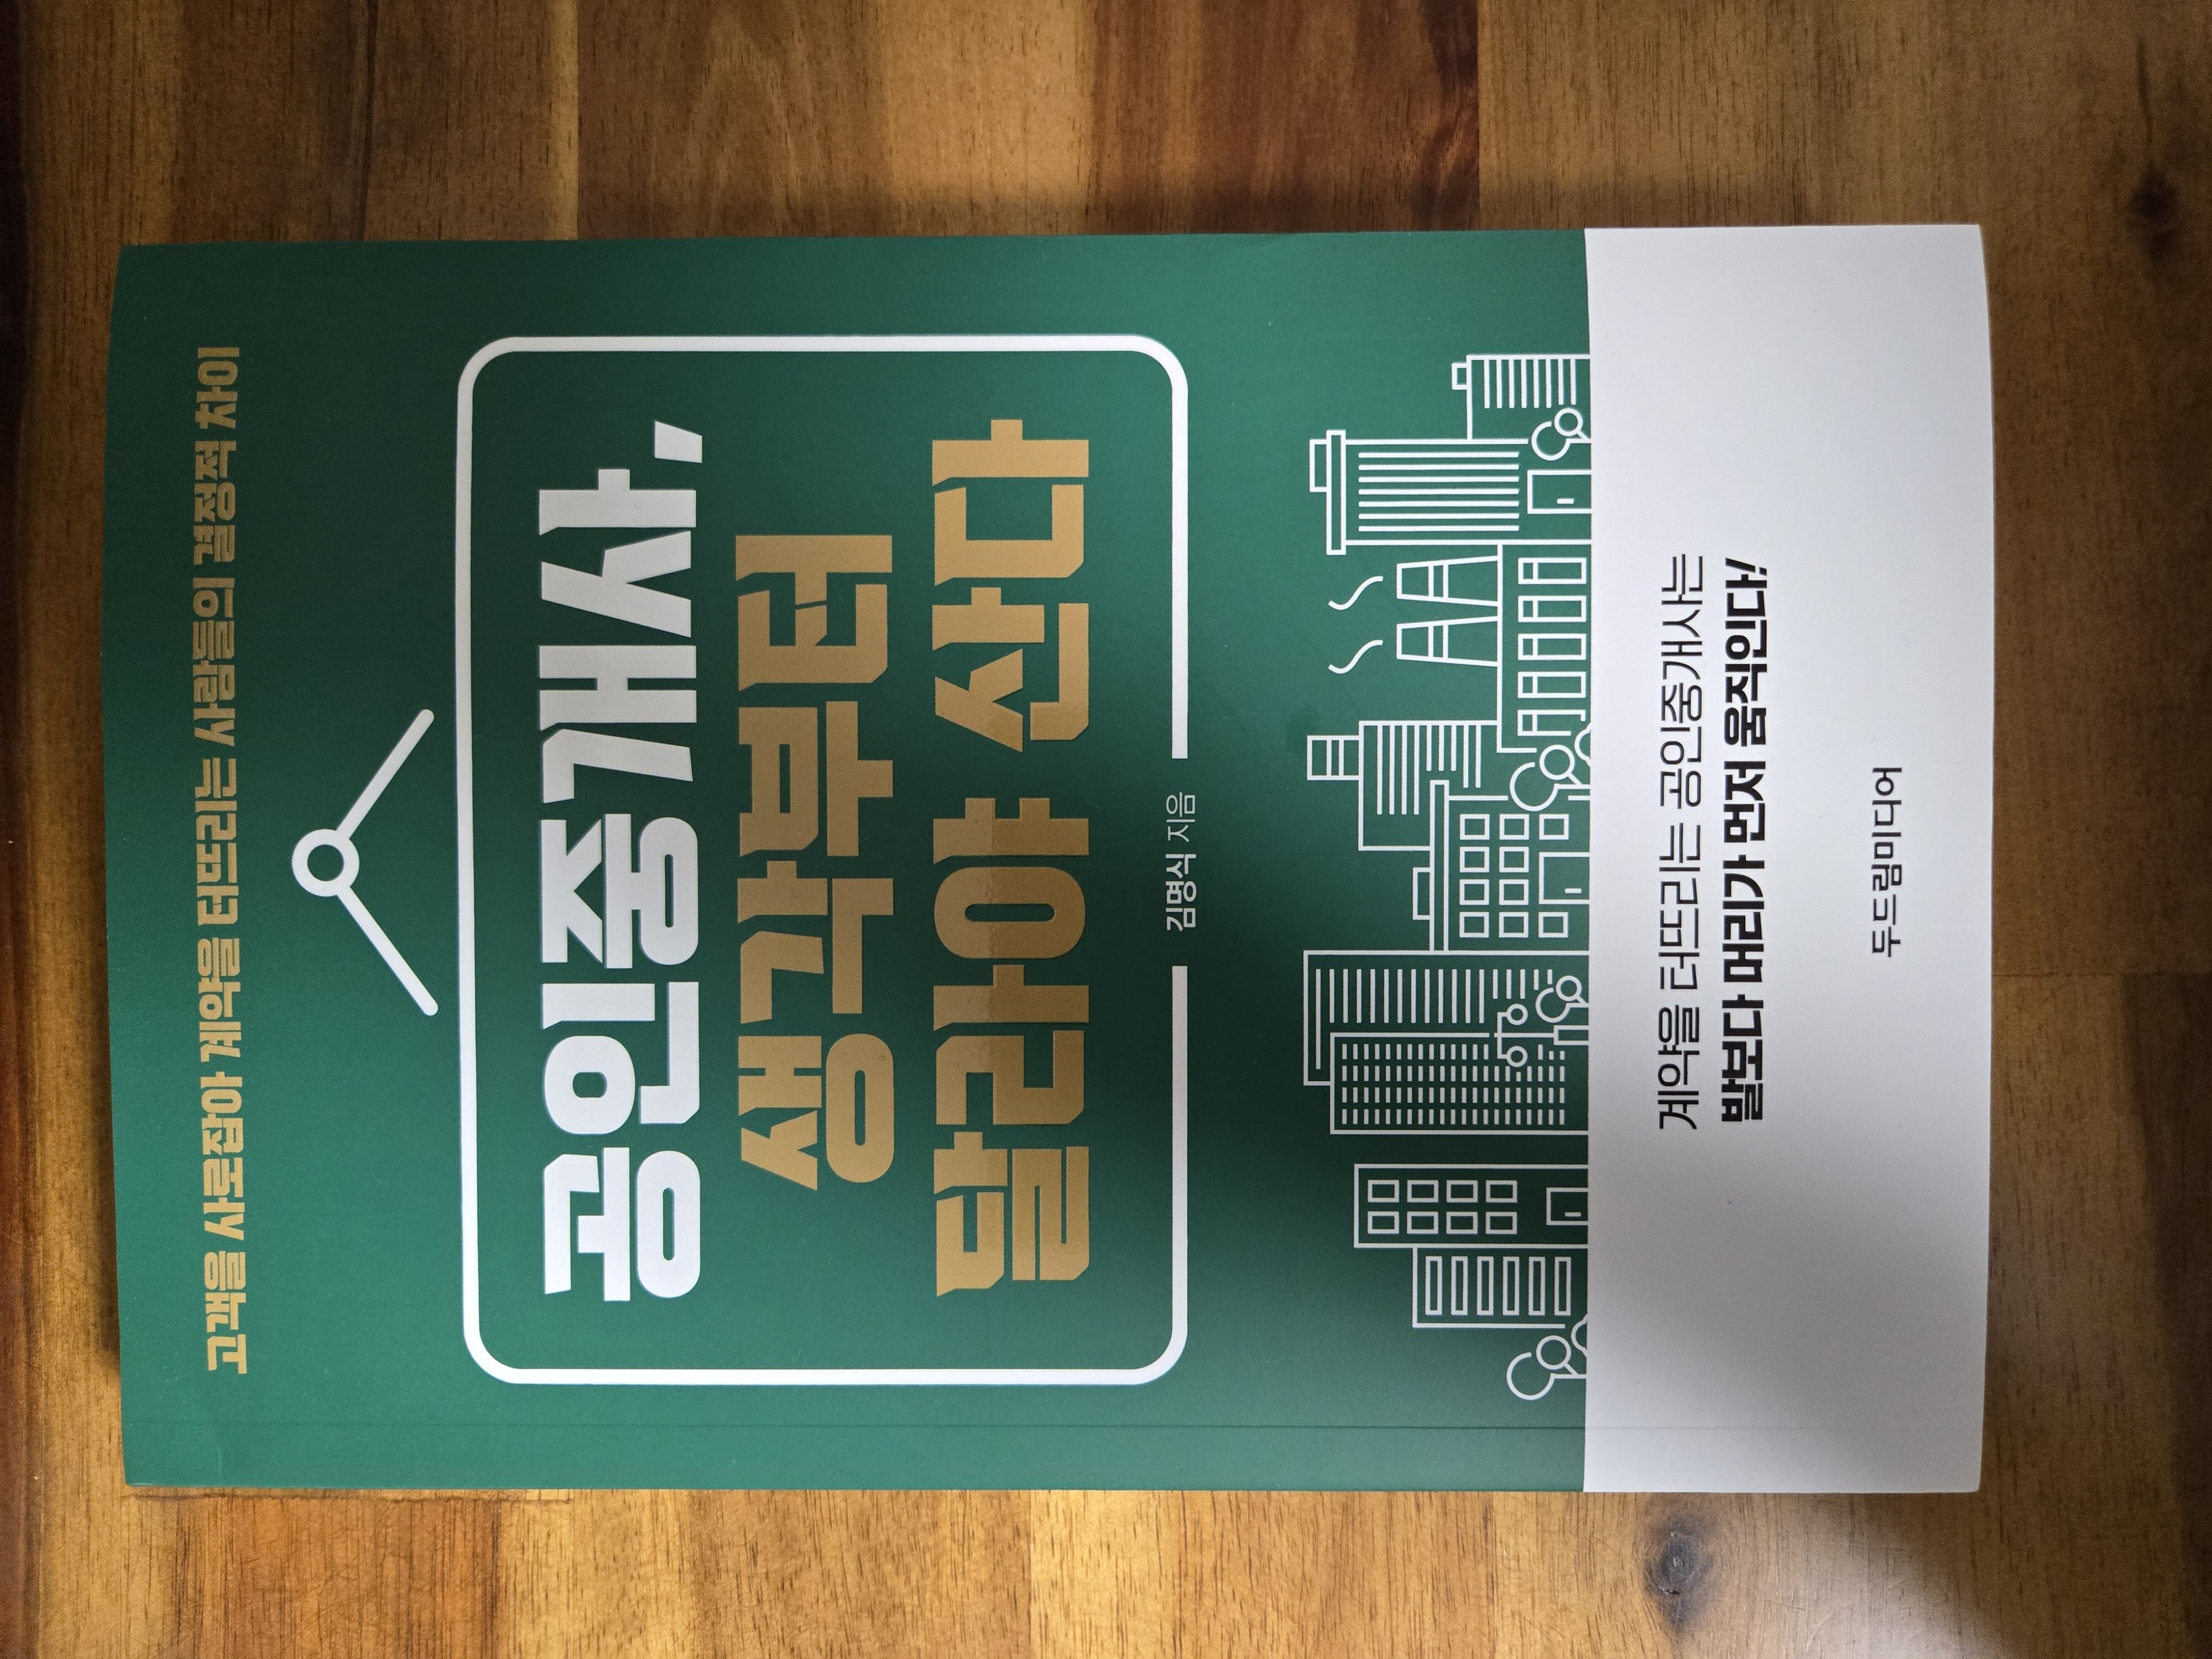 고객을 사로잡아 계약을 터뜨리는 사람들의 결정적 차이
공인중개사,
생각부터
달라야 산다
김명식 지음
계약을 터뜨리는 공인중개사는
발보다 머리가 먼저 움직인다!
두드림미디어